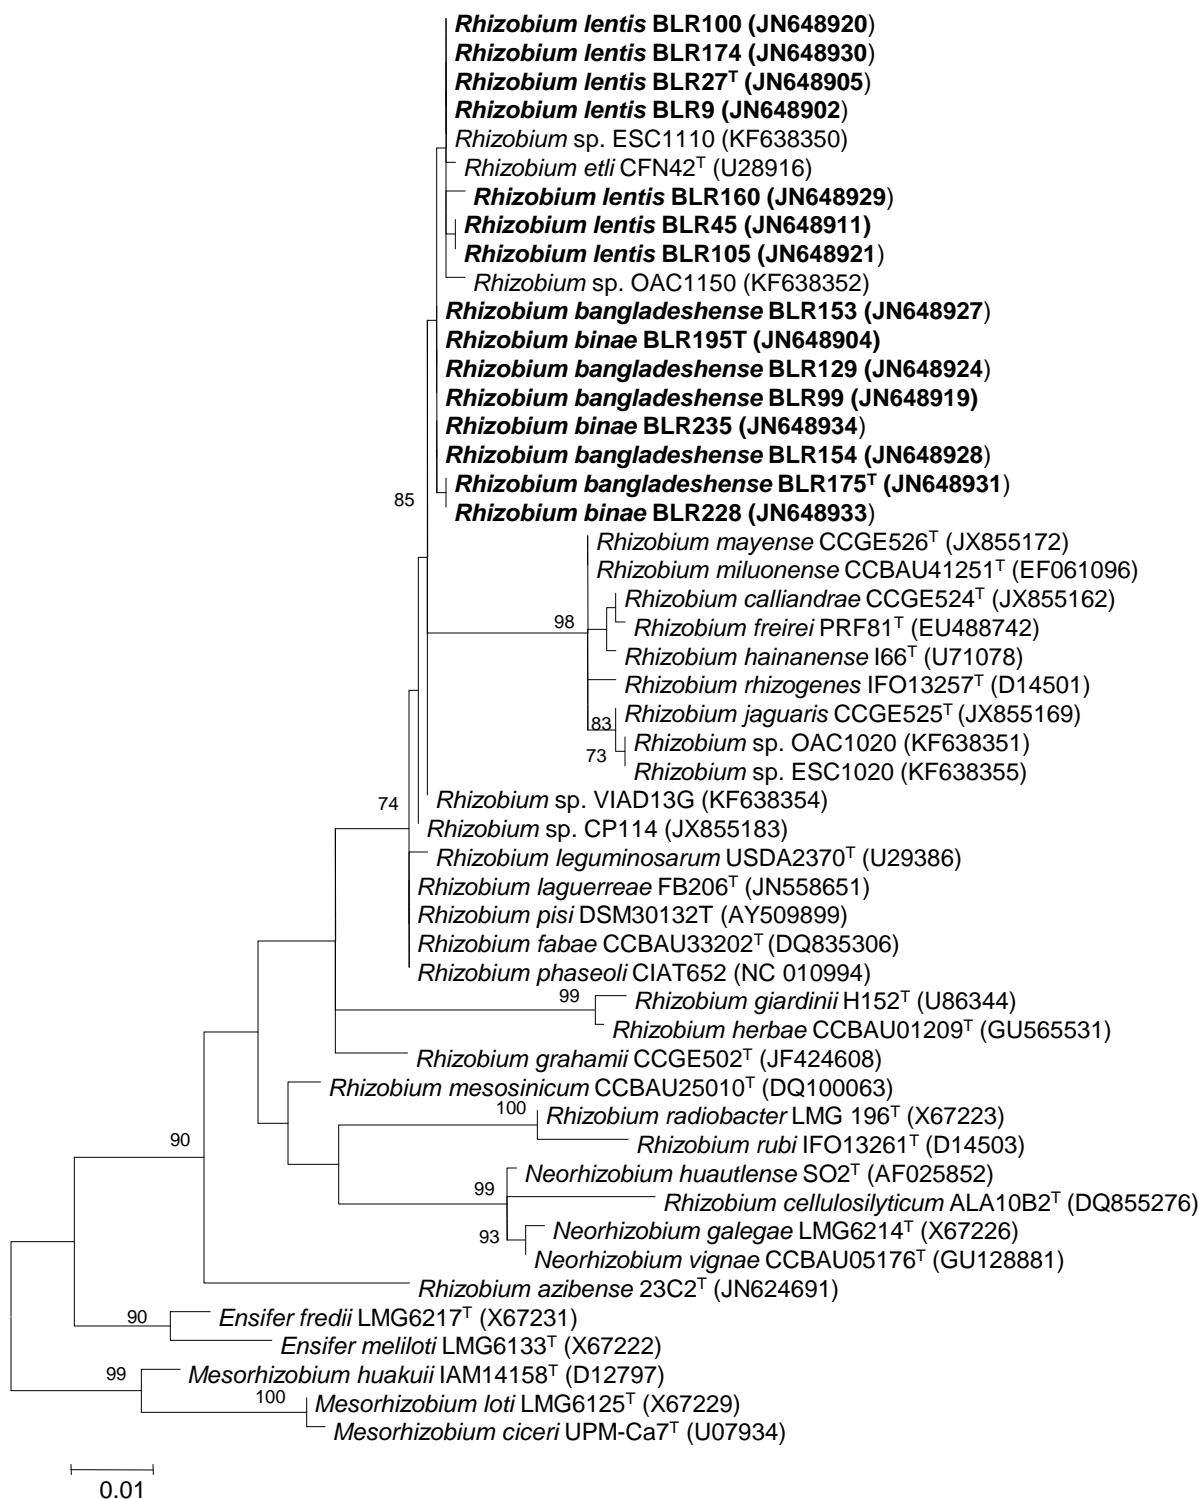 Rhizobium lentis BLR100 (JN648920)
Rhizobium lentis BLR174 (JN648930)
Rhizobium lentis BLR27ᵀ (JN648905)
Rhizobium lentis BLR9 (JN648902)
Rhizobium sp. ESC1110 (KF638350)
Rhizobium etli CFN42ᵀ (U28916)
Rhizobium lentis BLR160 (JN648929)
Rhizobium lentis BLR45 (JN648911)
Rhizobium lentis BLR105 (JN648921)
Rhizobium sp. OAC1150 (KF638352)
Rhizobium bangladeshense BLR153 (JN648927)
Rhizobium binae BLR195T (JN648904)
Rhizobium bangladeshense BLR129 (JN648924)
Rhizobium bangladeshense BLR99 (JN648919)
Rhizobium binae BLR235 (JN648934)
Rhizobium bangladeshense BLR154 (JN648928)
Rhizobium bangladeshense BLR175ᵀ (JN648931)
85
Rhizobium binae BLR228 (JN648933)
Rhizobium mayense CCGE526ᵀ (JX855172)
Rhizobium miluonense CCBAU41251ᵀ (EF061096)
Rhizobium calliandrae CCGE524ᵀ (JX855162)
98
Rhizobium freirei PRF81ᵀ (EU488742)
Rhizobium hainanense I66ᵀ (U71078)
Rhizobium rhizogenes IFO13257ᵀ (D14501)
Rhizobium jaguaris CCGE525ᵀ (JX855169)
83
Rhizobium sp. OAC1020 (KF638351)
73
Rhizobium sp. ESC1020 (KF638355)
74
Rhizobium sp. VIAD13G (KF638354)
Rhizobium sp. CP114 (JX855183)
Rhizobium leguminosarum USDA2370ᵀ (U29386)
Rhizobium laguerreae FB206ᵀ (JN558651)
Rhizobium pisi DSM30132T (AY509899)
Rhizobium fabae CCBAU33202ᵀ (DQ835306)
Rhizobium phaseoli CIAT652 (NC 010994)
99
Rhizobium giardinii H152ᵀ (U86344)
Rhizobium herbae CCBAU01209ᵀ (GU565531)
Rhizobium grahamii CCGE502ᵀ (JF424608)
Rhizobium mesosinicum CCBAU25010ᵀ (DQ100063)
100
Rhizobium radiobacter LMG 196ᵀ (X67223)
90
Rhizobium rubi IFO13261ᵀ (D14503)
Neorhizobium huautlense SO2ᵀ (AF025852)
99
Rhizobium cellulosilyticum ALA10B2ᵀ (DQ855276)
93
Neorhizobium galegae LMG6214ᵀ (X67226)
Neorhizobium vignae CCBAU05176ᵀ (GU128881)
Rhizobium azibense 23C2ᵀ (JN624691)
90
Ensifer fredii LMG6217ᵀ (X67231)
Ensifer meliloti LMG6133ᵀ (X67222)
99
Mesorhizobium huakuii IAM14158ᵀ (D12797)
100
Mesorhizobium loti LMG6125ᵀ (X67229)
Mesorhizobium ciceri UPM-Ca7ᵀ (U07934)
0.01